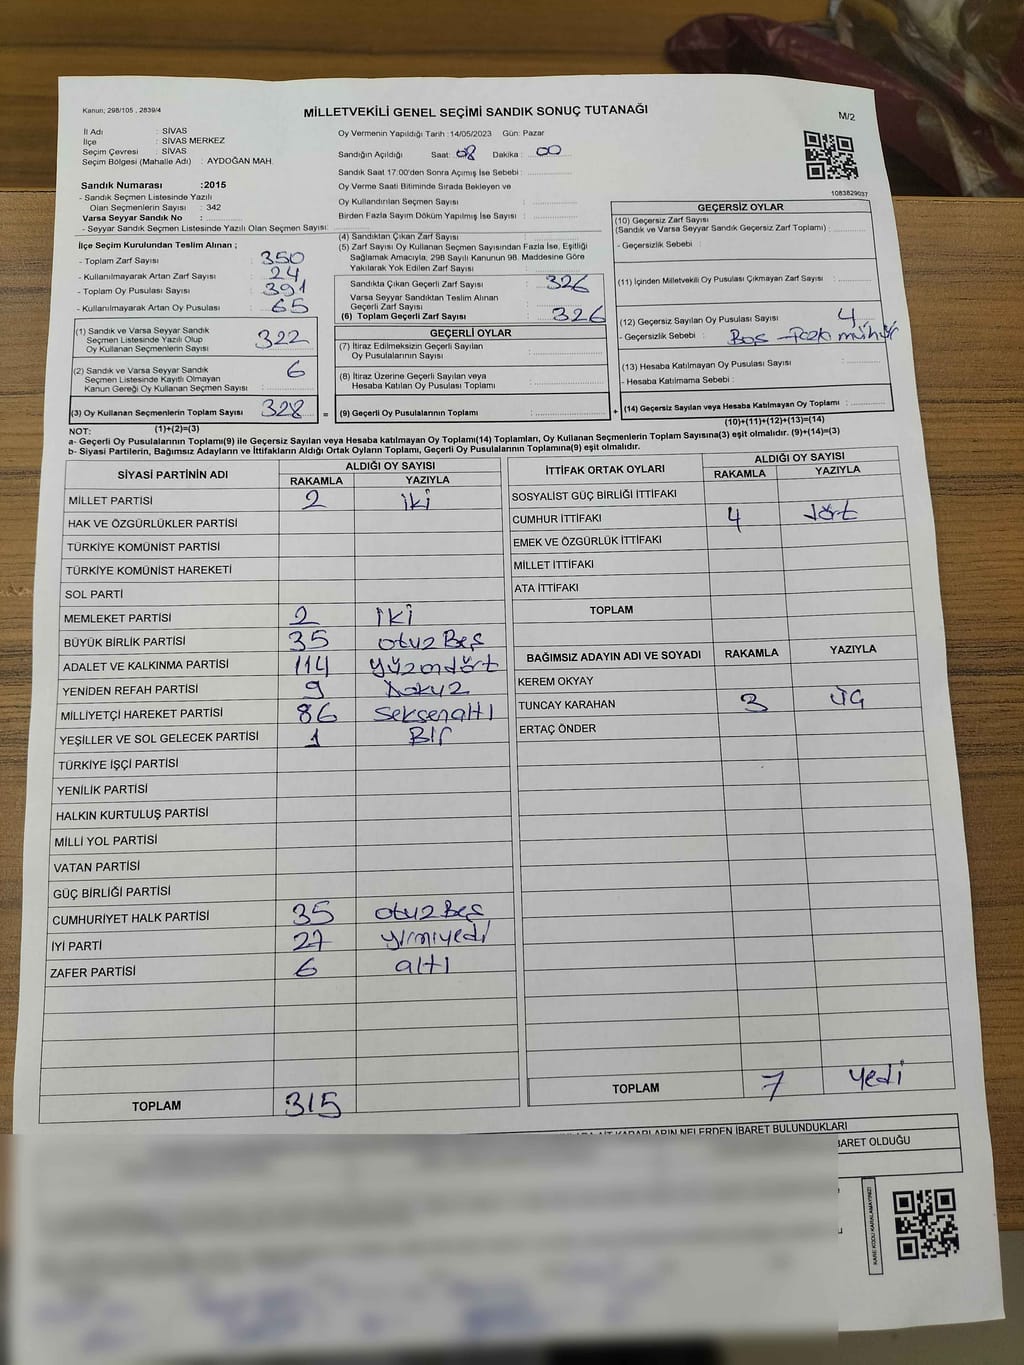 Kanun; 298/105 , 2839/4
MİLLETVEKİLİ GENEL SEÇİMİ SANDIK SONUÇ TUTANAĞI
M/2
İl Adı : SİVAS
İlçe : SİVAS MERKEZ
Seçim Çevresi : SİVAS
Seçim Bölgesi (Mahalle Adı) : AYDOĞAN MAH.
Oy Vermenin Yapıldığı Tarih :14/05/2023 Gün: Pazar
Sandığın Açıldığı Saat: 08 Dakika : 00
Sandık Saat 17:00'den Sonra Açımış İse Sebebi :
Oy Verme Saati Bitiminde Sırada Bekleyen ve
Oy Kullandırılan Seçmen Sayısı :
Birden Fazla Sayım Döküm Yapılmış İse Sayısı :
1083829037
Sandık Numarası :2015
- Sandık Seçmen Listesinde Yazılı
Olan Seçmenlerin Sayısı : 342
Varsa Seyyar Sandık No :
- Seyyar Sandık Seçmen Listesinde Yazılı Olan Seçmen Sayısı:
İlçe Seçim Kurulundan Teslim Alınan ;
- Toplam Zarf Sayısı : 350
- Kullanılmayarak Artan Zarf Sayısı : 24
- Toplam Oy Pusulası Sayısı : 391
- Kullanılmayarak Artan Oy Pusulası : 65
(1) Sandık ve Varsa Seyyar Sandık
Seçmen Listesinde Yazılı Olup
Oy Kullanan Seçmenlerin Sayısı : 322
(2) Sandık ve Varsa Seyyar Sandık
Seçmen Listesinde Kayıtlı Olmayan
Kanun Gereği Oy Kullanan Seçmen Sayısı : 6
(3) Oy Kullanan Seçmenlerin Toplam Sayısı : 328 =
(4) Sandıktan Çıkan Zarf Sayısı :
(5) Zarf Sayısı Oy Kullanan Seçmen Sayısından Fazla İse, Eşitliği
Sağlamak Amacıyla, 298 Sayılı Kanunun 98. Maddesine Göre
Yakılarak Yok Edilen Zarf Sayısı :
Sandıkta Çıkan Geçerli Zarf Sayısı : 326
Varsa Seyyar Sandıktan Teslim Alınan
Geçerli Zarf Sayısı :
(6) Toplam Geçerli Zarf Sayısı : 326
GEÇERLİ OYLAR
(7) İtiraz Edilmeksizin Geçerli Sayılan
Oy Pusulalarının Sayısı :
(8) İtiraz Üzerine Geçerli Sayılan veya
Hesaba Katılan Oy Pusulası Toplamı :
(9) Geçerli Oy Pusulalarının Toplamı : +
GEÇERSİZ OYLAR
(10) Geçersiz Zarf Sayısı
(Sandık ve Varsa Seyyar Sandık Geçersiz Zarf Toplamı) :
- Geçersizlik Sebebi :
(11) İçinden Milletvekili Oy Pusulası Çıkmayan Zarf Sayısı :
(12) Geçersiz Sayılan Oy Pusulası Sayısı : 4
- Geçersizlik Sebebi : Boş - Fazla mühür
(13) Hesaba Katılmayan Oy Pusulası Sayısı :
- Hesaba Katılmama Sebebi :
(14) Geçersiz Sayılan veya Hesaba Katılmayan Oy Toplamı :
(10)+(11)+(12)+(13)=(14)
NOT: (1)+(2)=(3)
a- Geçerli Oy Pusulalarının Toplamı(9) ile Geçersiz Sayılan veya Hesaba katılmayan Oy Toplamı(14) Toplamları, Oy Kullanan Seçmenlerin Toplam Sayısına(3) eşit olmalıdır. (9)+(14)=(3)
b- Siyasi Partilerin, Bağımsız Adayların ve İttifakların Aldığı Ortak Oyların Toplamı, Geçerli Oy Pusulalarının Toplamına(9) eşit olmalıdır.
SİYASİ PARTİNİN ADI ALDIĞI OY SAYISI
RAKAMLA YAZIYLA
MİLLET PARTİSİ 2 iki
HAK VE ÖZGÜRLÜKLER PARTİSİ
TÜRKİYE KOMÜNİST PARTİSİ
TÜRKİYE KOMÜNİST HAREKETİ
SOL PARTİ
MEMLEKET PARTİSİ 2 iki
BÜYÜK BİRLİK PARTİSİ 35 otuz Beş
ADALET VE KALKINMA PARTİSİ 114 yüzondört
YENİDEN REFAH PARTİSİ 9 Dokuz
MİLLİYETÇİ HAREKET PARTİSİ 86 seksenaltı
YEŞİLLER VE SOL GELECEK PARTİSİ 1 Bir
TÜRKİYE İŞÇİ PARTİSİ
YENİLİK PARTİSİ
HALKIN KURTULUŞ PARTİSİ
MİLLİ YOL PARTİSİ
VATAN PARTİSİ
GÜÇ BİRLİĞİ PARTİSİ
CUMHURİYET HALK PARTİSİ 35 otuz Beş
İYİ PARTİ 27 yirmiyedi
ZAFER PARTİSİ 6 altı
TOPLAM 315
İTTİFAK ORTAK OYLARI ALDIĞI OY SAYISI
RAKAMLA YAZIYLA
SOSYALİST GÜÇ BİRLİĞİ İTTİFAKI
CUMHUR İTTİFAKI 4 dört
EMEK VE ÖZGÜRLÜK İTTİFAKI
MİLLET İTTİFAKI
ATA İTTİFAKI
TOPLAM
BAĞIMSIZ ADAYIN ADI VE SOYADI RAKAMLA YAZIYLA
KEREM OKYAY
TUNCAY KARAHAN 3 üç
ERTAÇ ÖNDER
TOPLAM 7 yedi
AİT KARARLARIN NELERDEN İBARET BULUNDUKLARI
İBARET OLDUĞU
KARE KODU KARALAMAYINIZ!